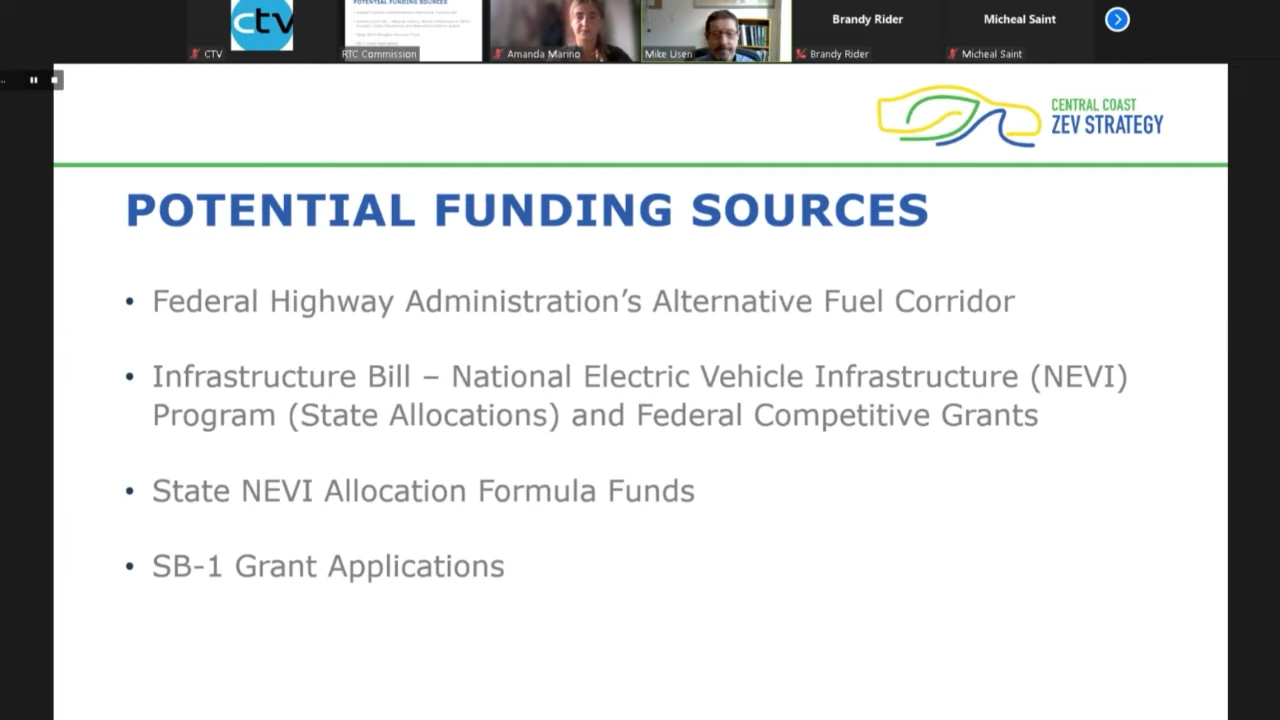 ctv
POTENTIAL FUNDING SOURCES
Brandy Rider
Micheal Saint
CTV
RTC Commission
Amanda Marino
Mike Usen
Brandy Rider
Micheal Saint
CENTRAL COAST
ZEV STRATEGY
POTENTIAL FUNDING SOURCES
• Federal Highway Administration’s Alternative Fuel Corridor
• Infrastructure Bill – National Electric Vehicle Infrastructure (NEVI)
Program (State Allocations) and Federal Competitive Grants
• State NEVI Allocation Formula Funds
• SB-1 Grant Applications